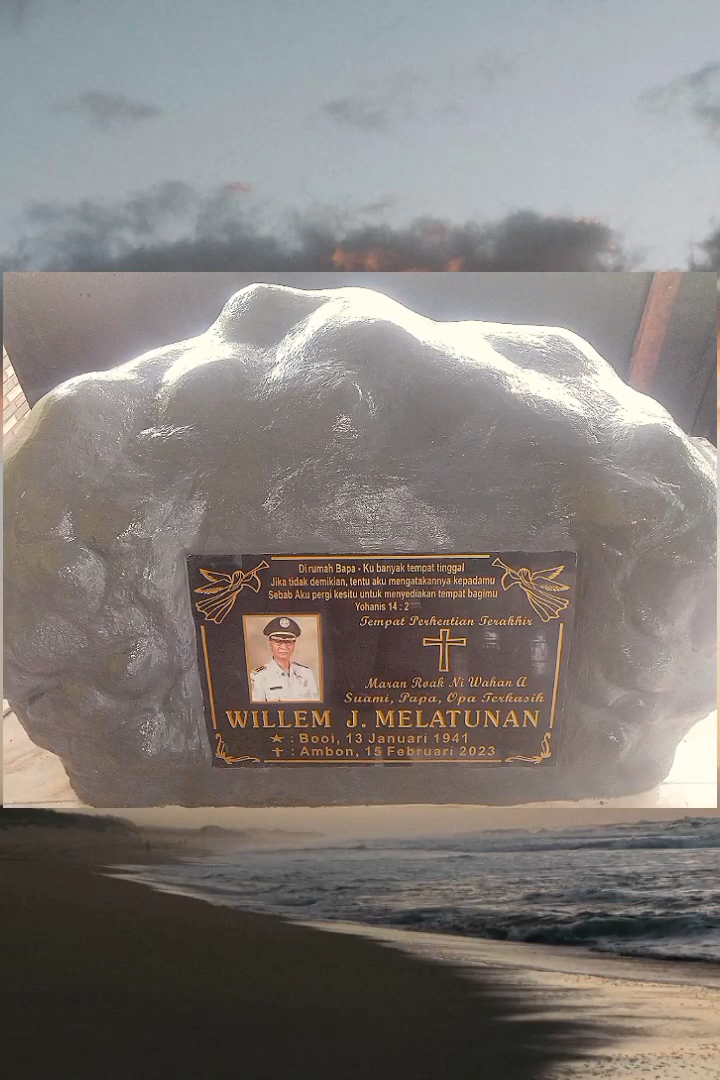 Di rumah Bapa - Ku banyak tempat tinggal
Jika tidak demikian, tentu aku mengatakannya kepadamu
Sebab Aku pergi kesitu untuk menyediakan tempat bagimu
Yohanis 14 : 2
Tempat Perhentian Terakhir
Maran Roak Ni Wahan A
Suami, Papa, Opa Terkasih
WILLEM J. MELATUNAN
★ : Booi, 13 Januari 1941
✝ : Ambon, 15 Februari 2023